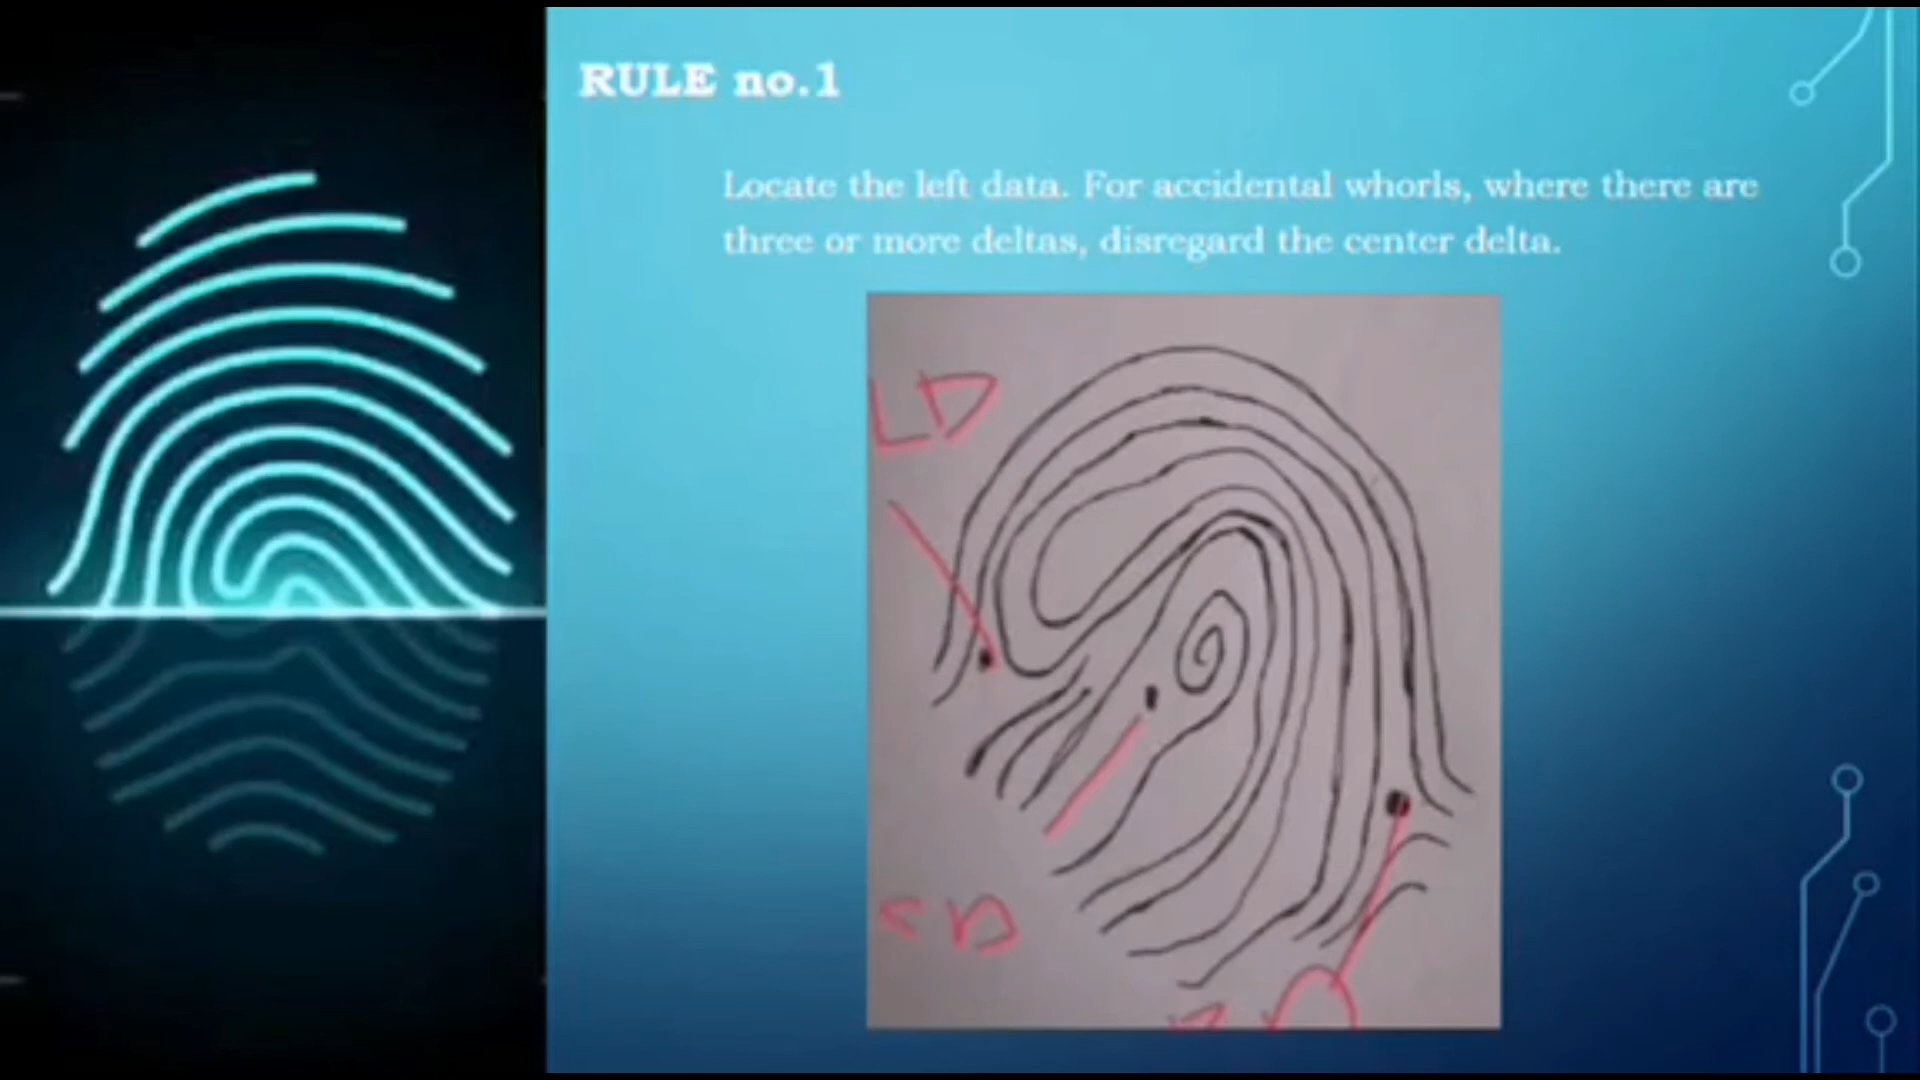 RULE no.1
Locate the left data. For accidental whorls, where there are
three or more deltas, disregard the center delta.
LD
CD